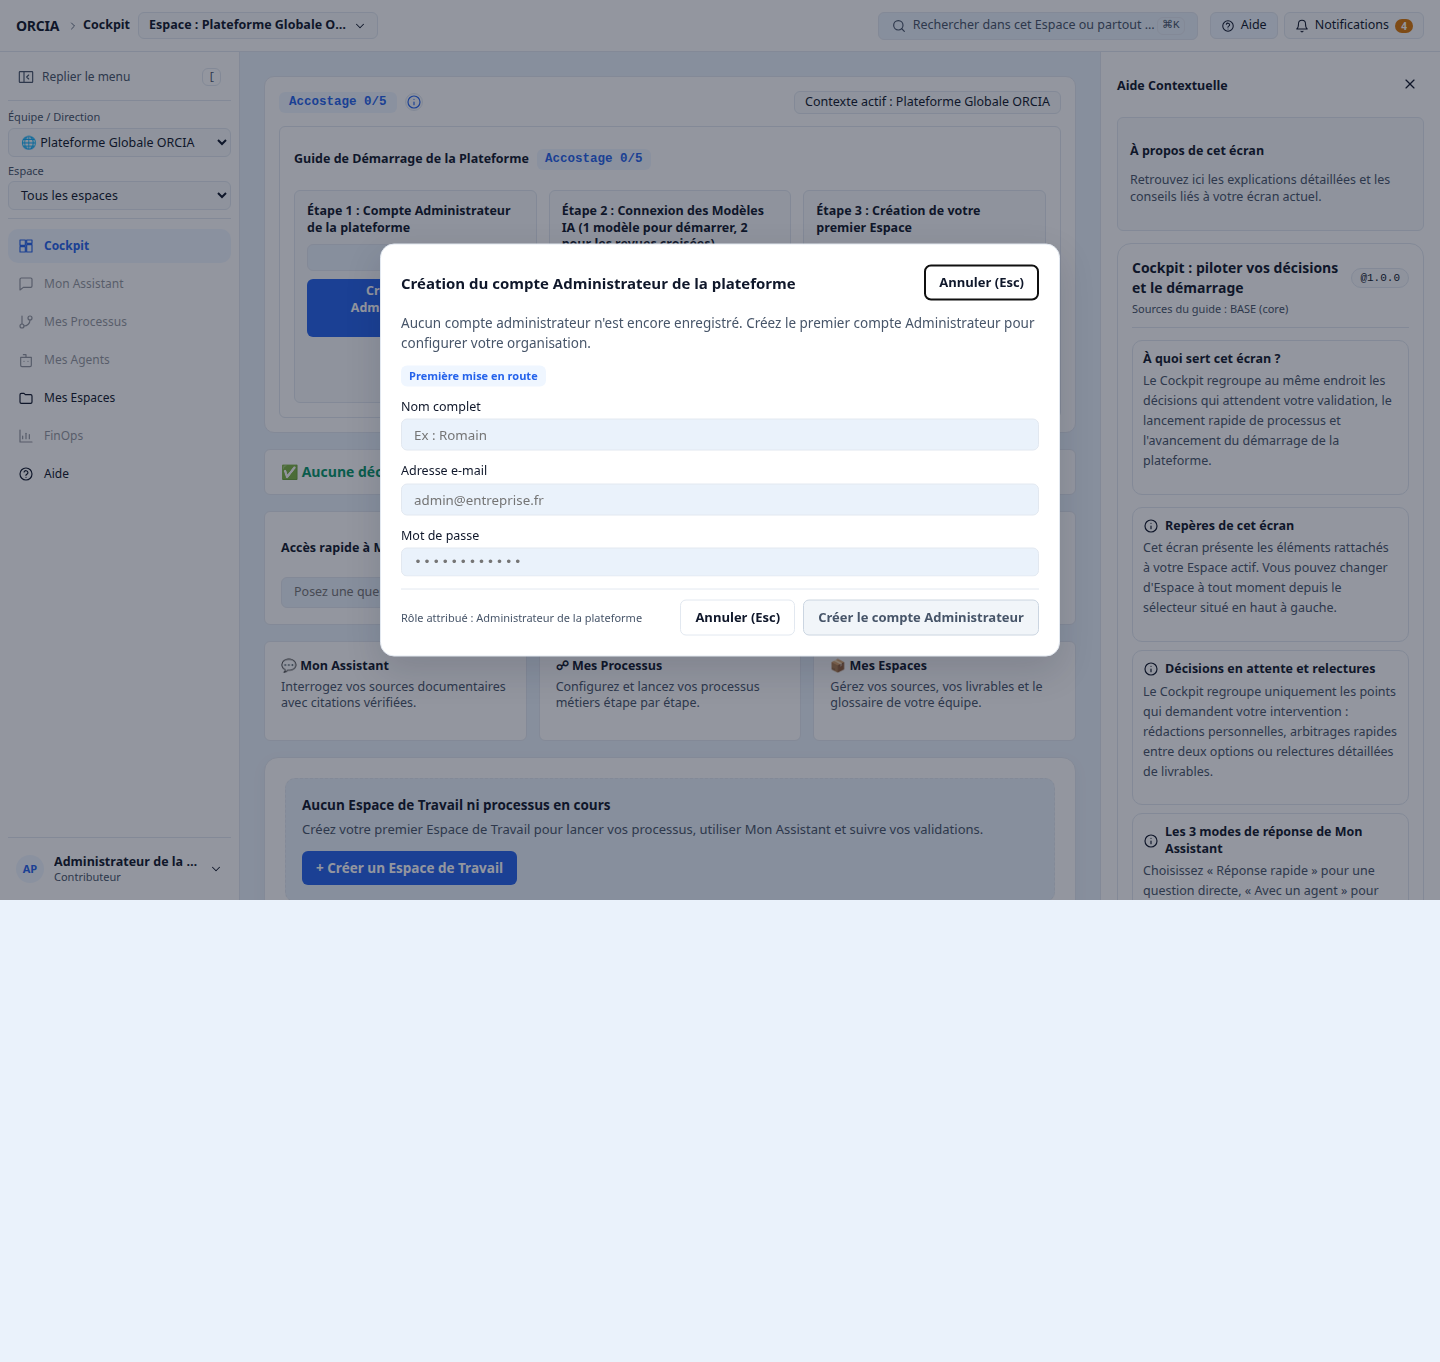 ORCIA
Cockpit
Espace : Plateforme Globale O...
Rechercher dans cet Espace ou partout ... ⌘K
Aide
Notifications 4
Replier le menu [
Équipe / Direction
🌐 Plateforme Globale ORCIA
Espace
Tous les espaces
Cockpit
Mon Assistant
Mes Processus
Mes Agents
Mes Espaces
FinOps
Aide
AP
Administrateur de la ...
Contributeur
Accostage 0/5
Contexte actif : Plateforme Globale ORCIA
Guide de Démarrage de la Plateforme Accostage 0/5
Étape 1 : Compte Administrateur
de la plateforme
Étape 2 : Connexion des Modèles
IA (1 modèle pour démarrer, 2
pour les revues croisées)
Étape 3 : Création de votre
premier Espace
Création du compte Administrateur de la plateforme
Annuler (Esc)
Aucun compte administrateur n'est encore enregistré. Créez le premier compte Administrateur pour
configurer votre organisation.
Première mise en route
Nom complet
Ex : Romain
Adresse e-mail
admin@entreprise.fr
Mot de passe
••••••••••••
Rôle attribué : Administrateur de la plateforme
Annuler (Esc)
Créer le compte Administrateur
✅ Aucune
Accès rapide à
Posez une
💬 Mon Assistant
Interrogez vos sources documentaires
avec citations vérifiées.
☍ Mes Processus
Configurez et lancez vos processus
métiers étape par étape.
📦 Mes Espaces
Gérez vos sources, vos livrables et le
glossaire de votre équipe.
Aucun Espace de Travail ni processus en cours
Créez votre premier Espace de Travail pour lancer vos processus, utiliser Mon Assistant et suivre vos validations.
+ Créer un Espace de Travail
Aide Contextuelle
À propos de cet écran
Retrouvez ici les explications détaillées et les
conseils liés à votre écran actuel.
Cockpit : piloter vos décisions
et le démarrage
@1.0.0
Sources du guide : BASE (core)
À quoi sert cet écran ?
Le Cockpit regroupe au même endroit les
décisions qui attendent votre validation, le
lancement rapide de processus et
l'avancement du démarrage de la
plateforme.
Repères de cet écran
Cet écran présente les éléments rattachés
à votre Espace actif. Vous pouvez changer
d'Espace à tout moment depuis le
sélecteur situé en haut à gauche.
Décisions en attente et relectures
Le Cockpit regroupe uniquement les points
qui demandent votre intervention :
rédactions personnelles, arbitrages rapides
entre deux options ou relectures détaillées
de livrables.
Les 3 modes de réponse de Mon
Assistant
Choisissez « Réponse rapide » pour une
question directe, « Avec un agent » pour